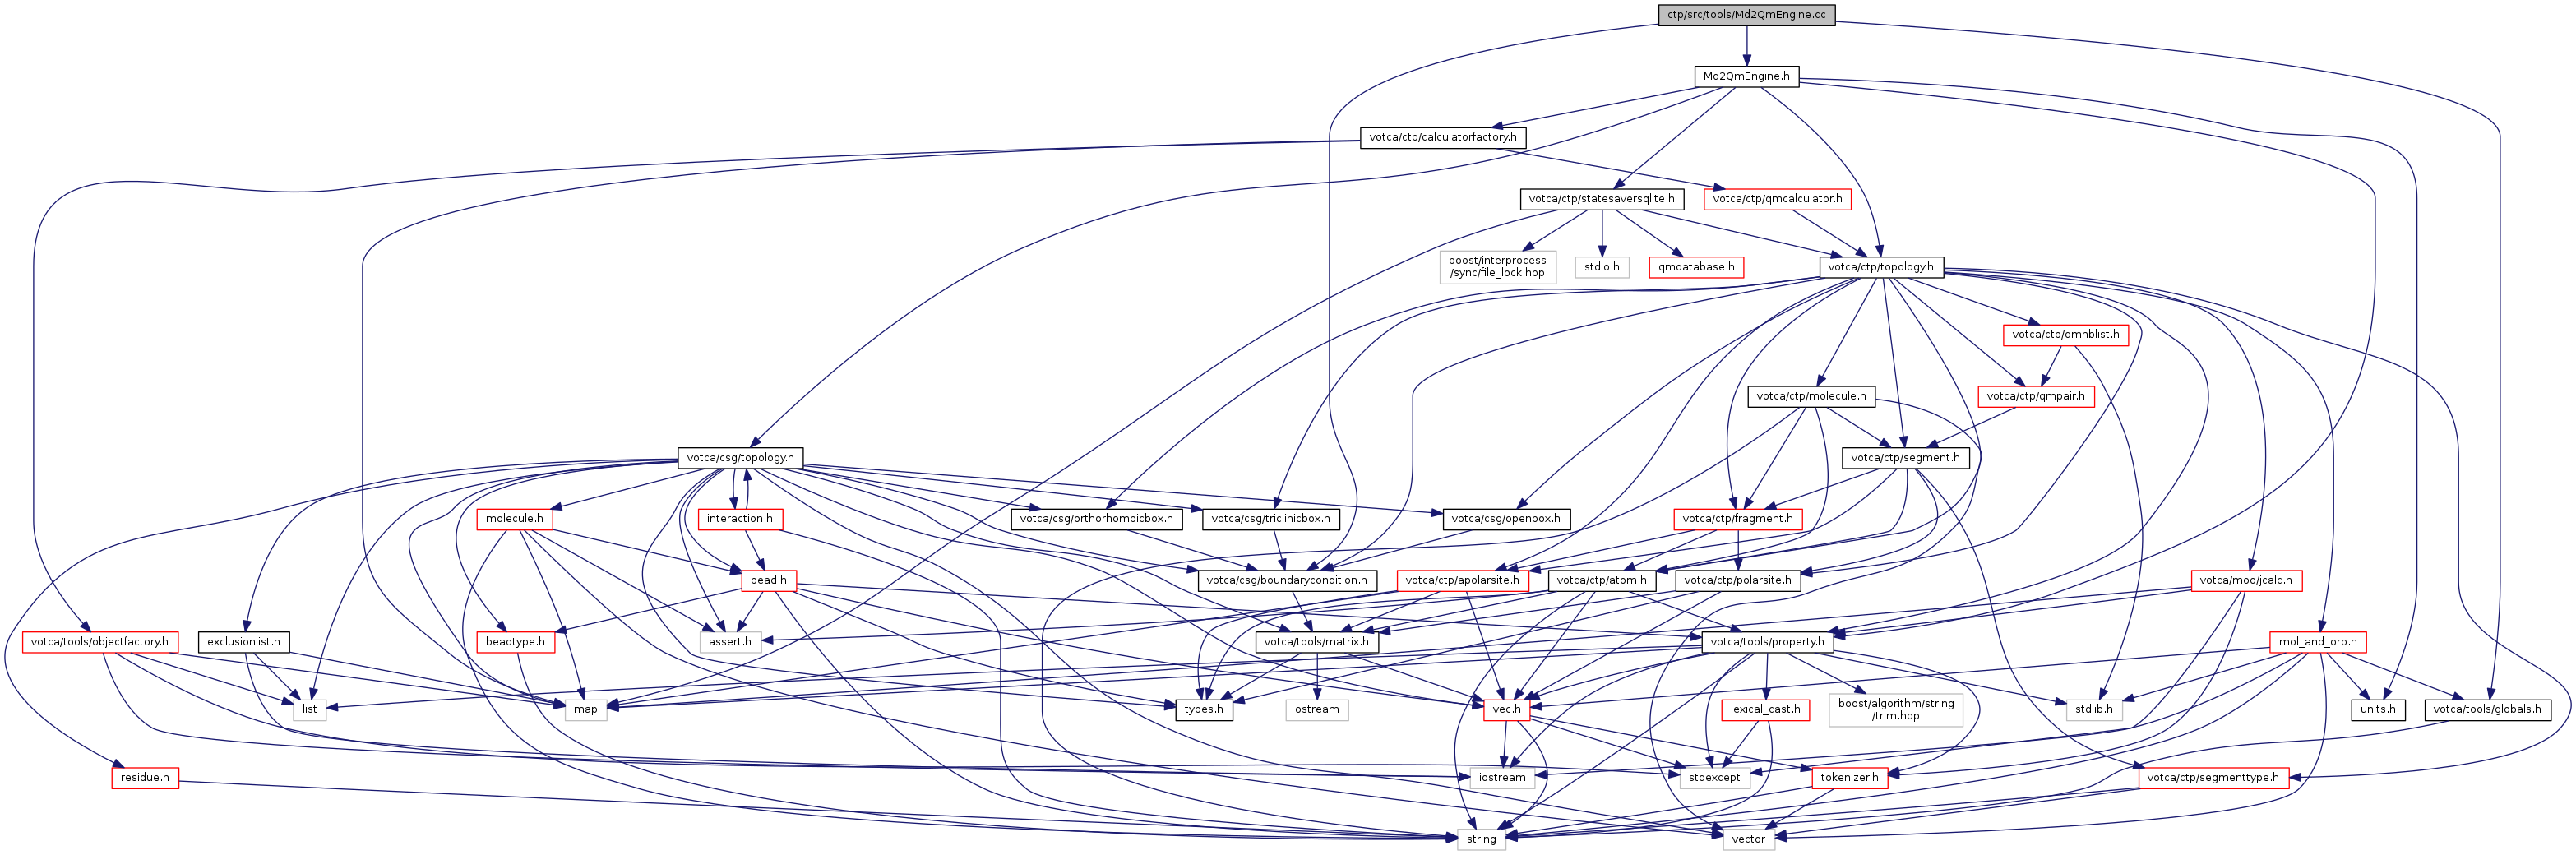 ctp/src/tools/Md2QmEngine.cc
Md2QmEngine.h
votca/ctp/calculatorfactory.h
votca/ctp/statesaversqlite.h
votca/ctp/qmcalculator.h
boost/interprocess
/sync/file_lock.hpp
stdio.h
qmdatabase.h
votca/ctp/topology.h
votca/ctp/qmnblist.h
votca/ctp/molecule.h
votca/ctp/qmpair.h
votca/csg/topology.h
votca/ctp/segment.h
molecule.h
interaction.h
votca/csg/orthorhombicbox.h
votca/csg/triclinicbox.h
votca/csg/openbox.h
votca/ctp/fragment.h
bead.h
votca/csg/boundarycondition.h
votca/ctp/apolarsite.h
votca/ctp/atom.h
votca/ctp/polarsite.h
votca/moo/jcalc.h
votca/tools/objectfactory.h
exclusionlist.h
beadtype.h
assert.h
votca/tools/matrix.h
votca/tools/property.h
mol_and_orb.h
list
map
types.h
ostream
vec.h
lexical_cast.h
boost/algorithm/string
/trim.hpp
stdlib.h
units.h
votca/tools/globals.h
residue.h
iostream
stdexcept
tokenizer.h
votca/ctp/segmenttype.h
string
vector